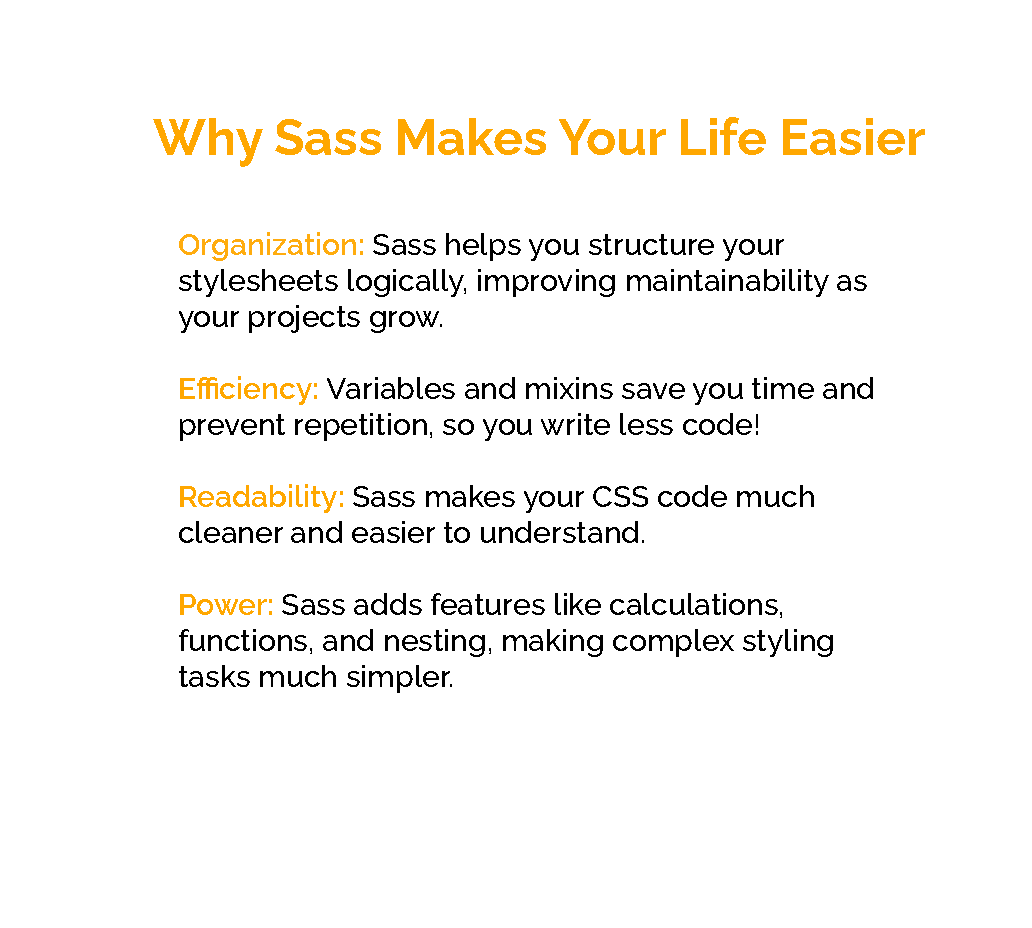 Why Sass Makes Your Life Easier
Organization: Sass helps you structure your
stylesheets logically, improving maintainability as
your projects grow.
Efficiency: Variables and mixins save you time and
prevent repetition, so you write less code!
Readability: Sass makes your CSS code much
cleaner and easier to understand.
Power: Sass adds features like calculations,
functions, and nesting, making complex styling
tasks much simpler.